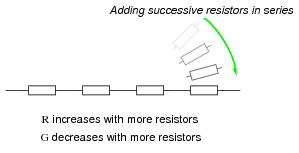 Adding successive resistors in series
R increases with more resistors
G decreases with more resistors